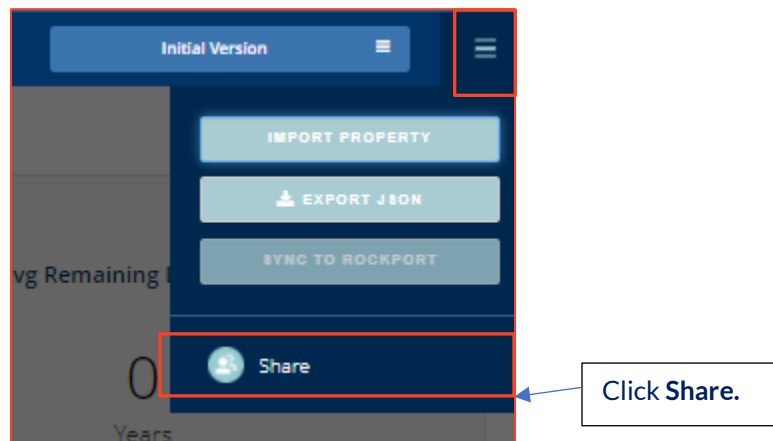 Initial Version
IMPORT PROPERTY
EXPORT JSON
SYNC TO ROCKPORT
vg Remaining
0
Share
Click Share.
Years